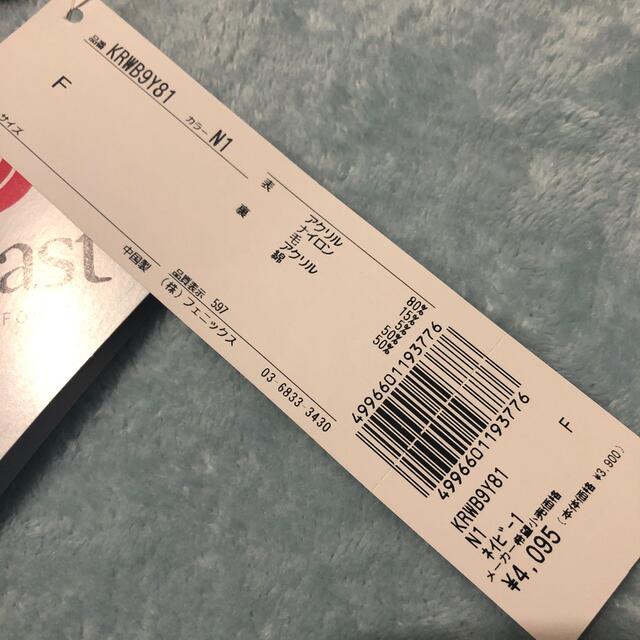 品番 KRWB9Y81
カラー N1
サイズ
F
表
アクリル 80%
ナイロン 15%
毛 5%
裏
アクリル 50%
綿 50%
品質表示 597
中国製
(株) フェニックス
03-6833-3430
4996601193776
4996601193776
F
KRWB9Y81
N1
ネイビー1
メーカー希望小売価格
¥4,095 (本体価格 ¥3,900)
ast
FO